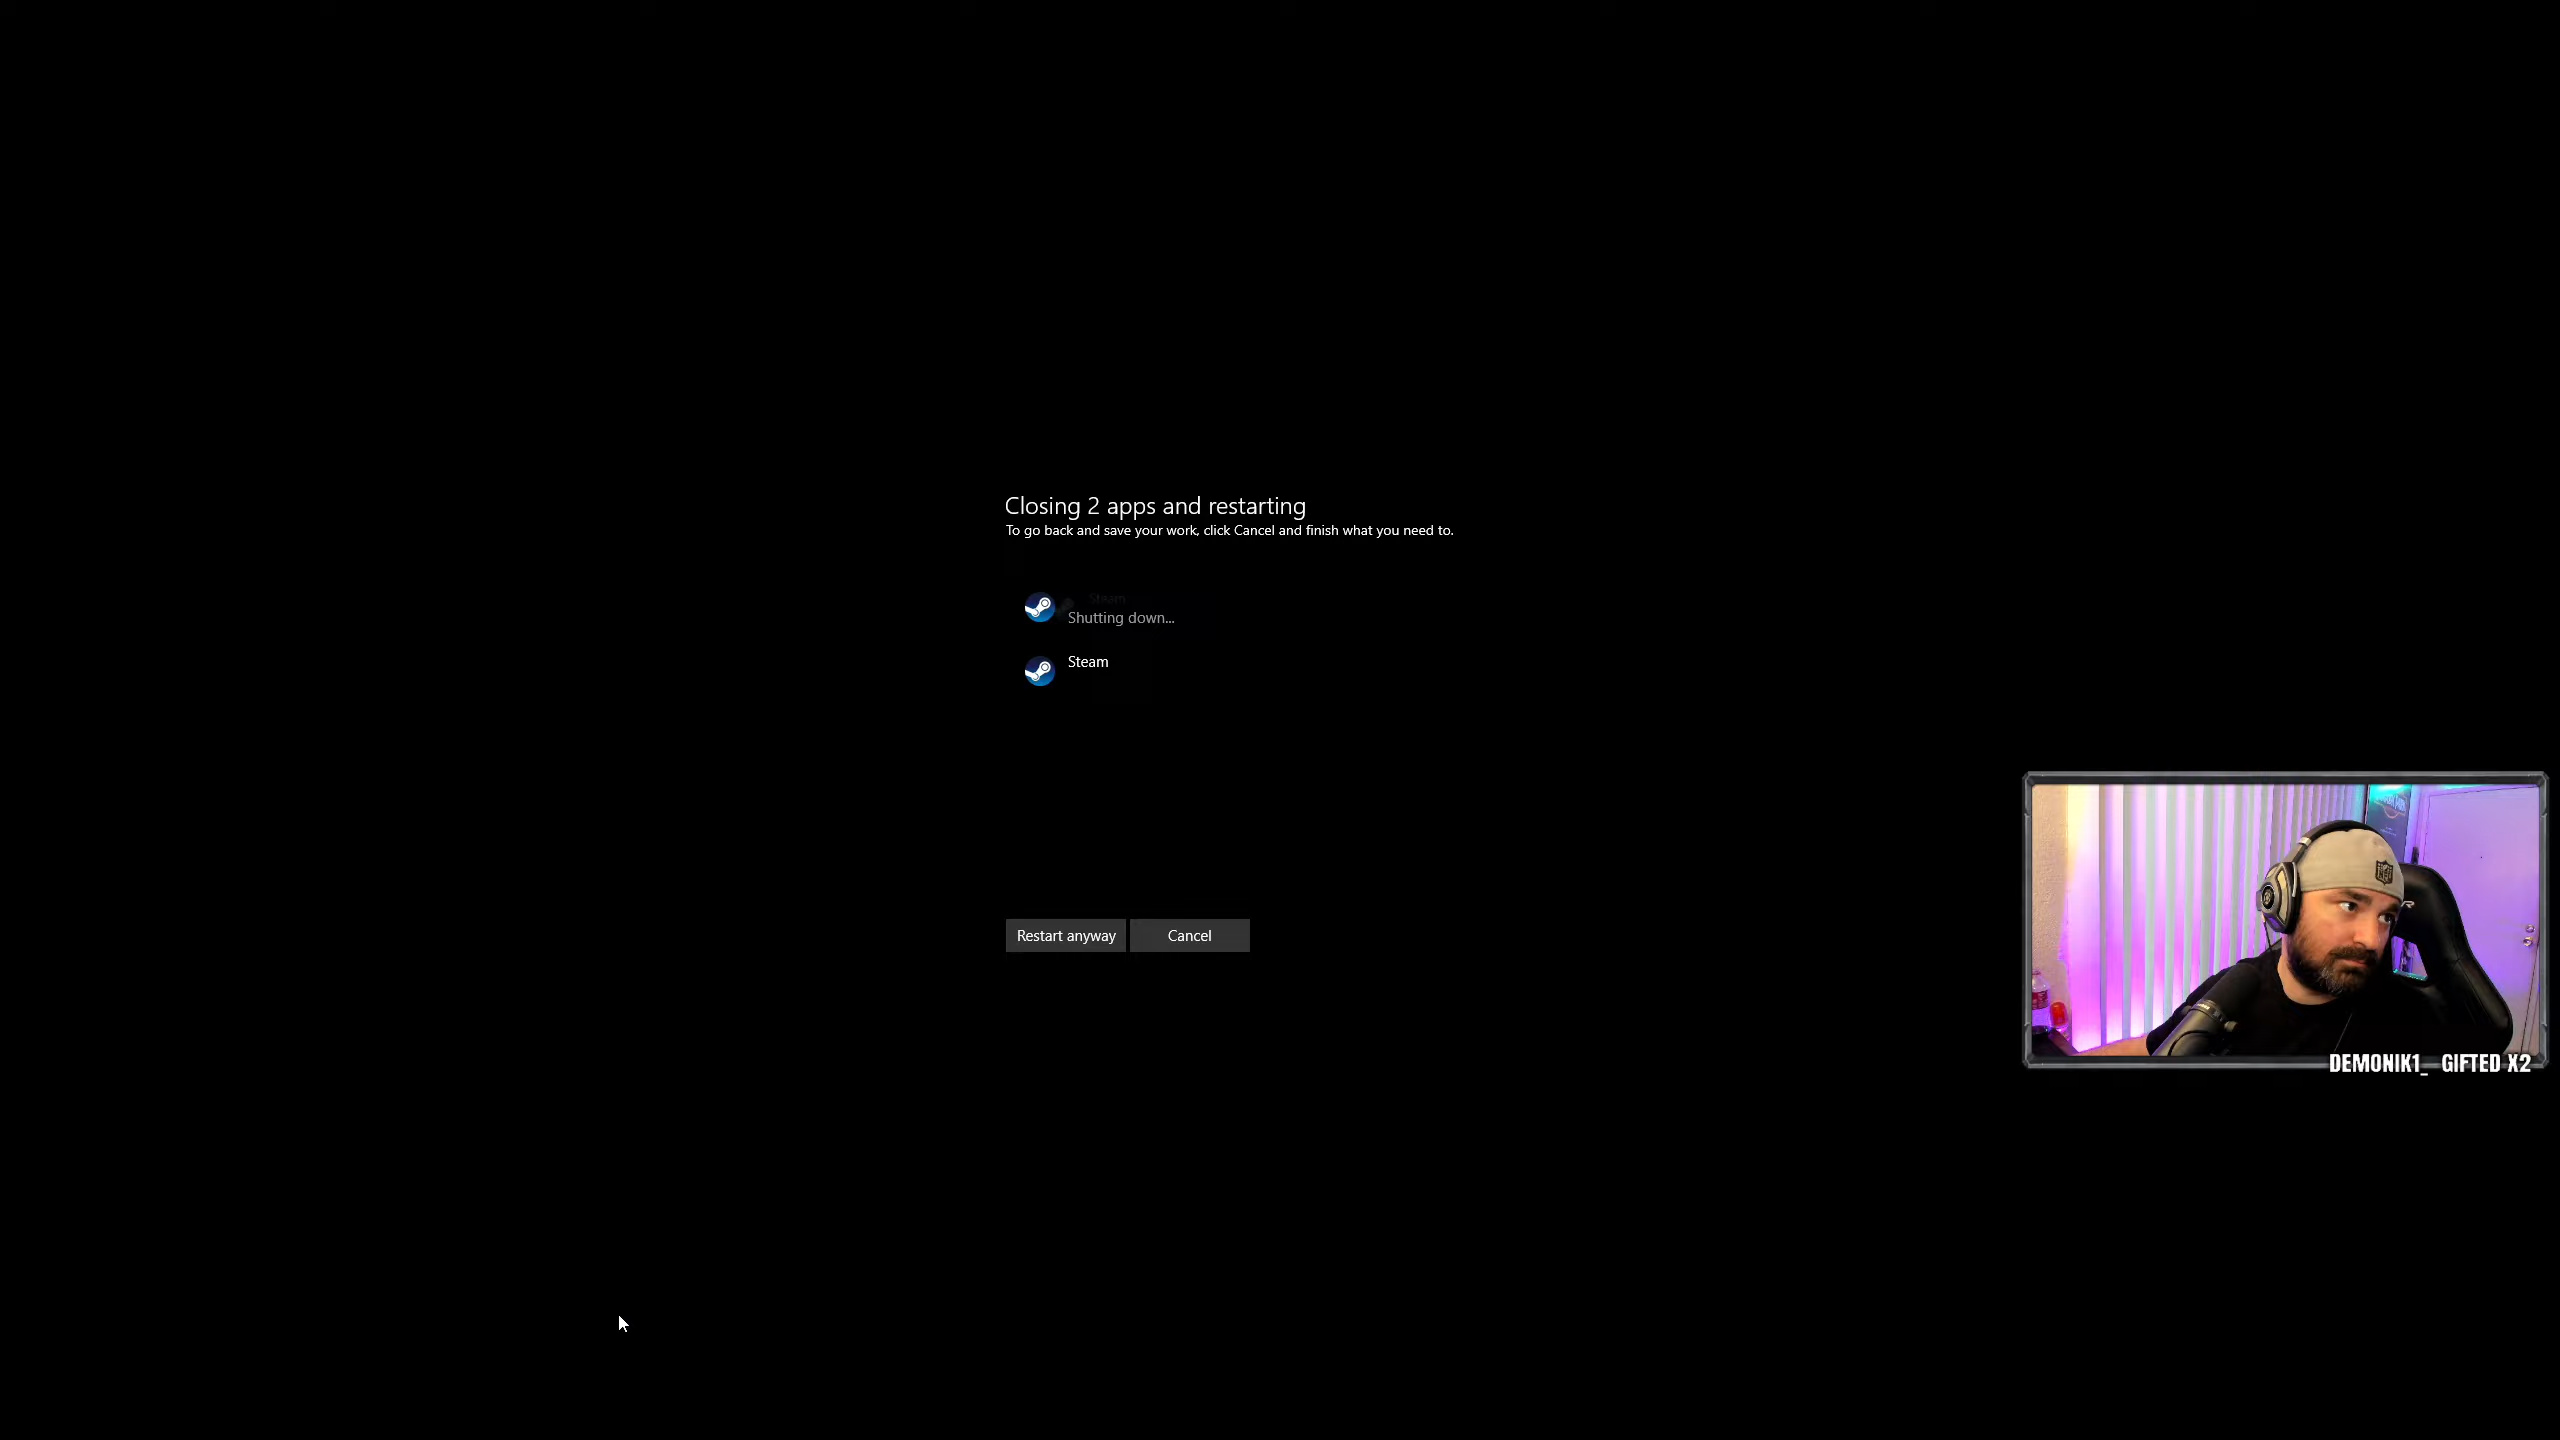 Closing 2 apps and restarting
To go back and save your work, click Cancel and finish what you need to.
Steam
Shutting down...
Steam
Restart anyway
Cancel
DEMONIK1_ GIFTED X2